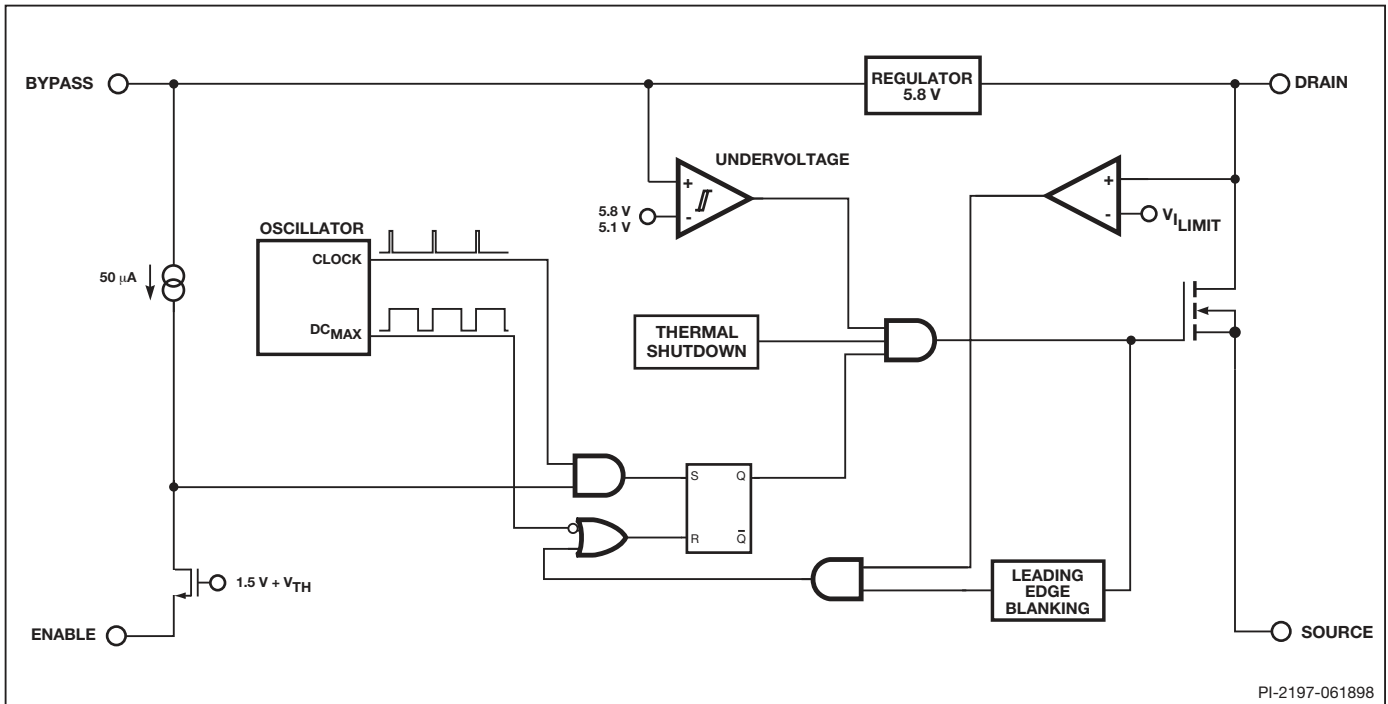 BYPASS
REGULATOR
5.8 V
DRAIN
UNDERVOLTAGE
+
-
5.8 V
5.1 V
+
-
VILIMIT
OSCILLATOR
CLOCK
DCMAX
50 µA
THERMAL
SHUTDOWN
S
Q
R
Q̅
1.5 V + VTH
LEADING
EDGE
BLANKING
ENABLE
SOURCE
PI-2197-061898